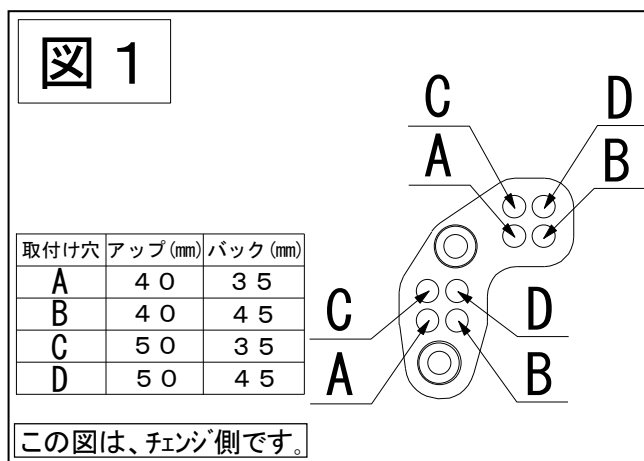 図 1
C D
A B
取付け穴 アップ(mm) バック(mm)
A 40 35
B 40 45
C 50 35
D 50 45
C D
A B
この図は、チェンジ側です。